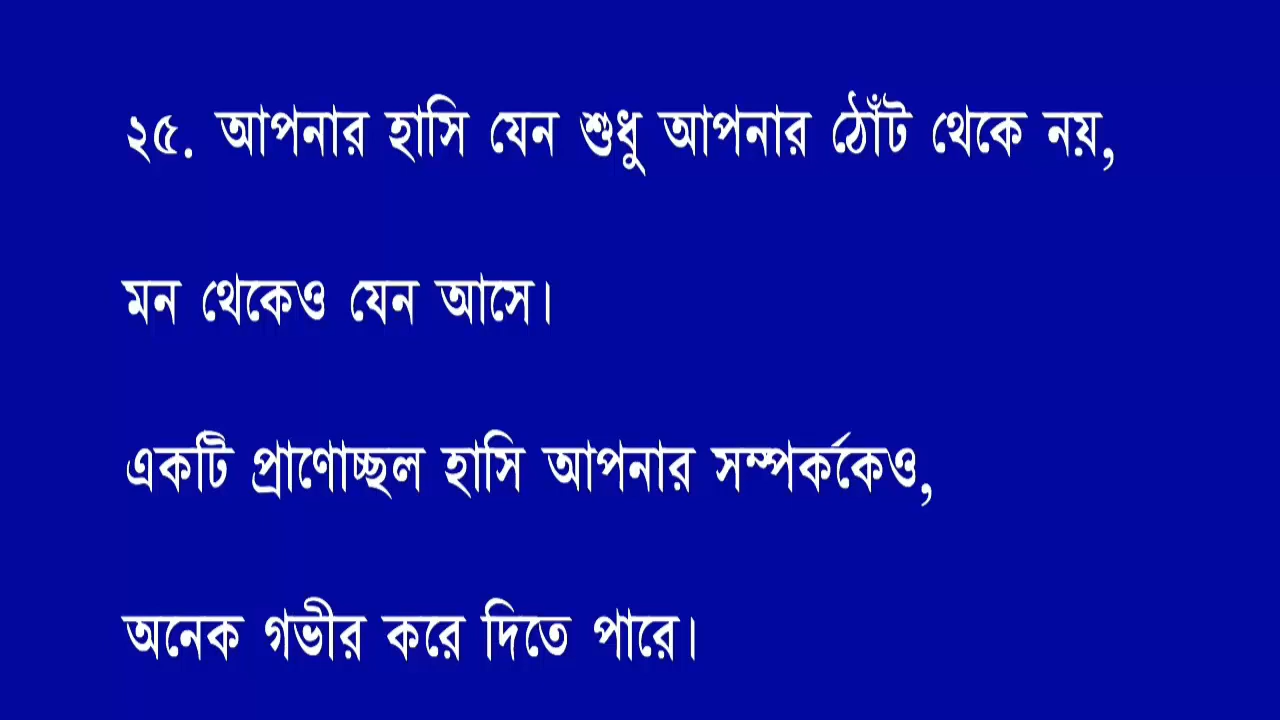 ২৫. আপনার হাসি যেন শুধু আপনার ঠোঁট থেকে নয়,
মন থেকেও যেন আসে।
একটি প্রাণোচ্ছল হাসি আপনার সম্পর্ককেও,
অনেক গভীর করে দিতে পারে।